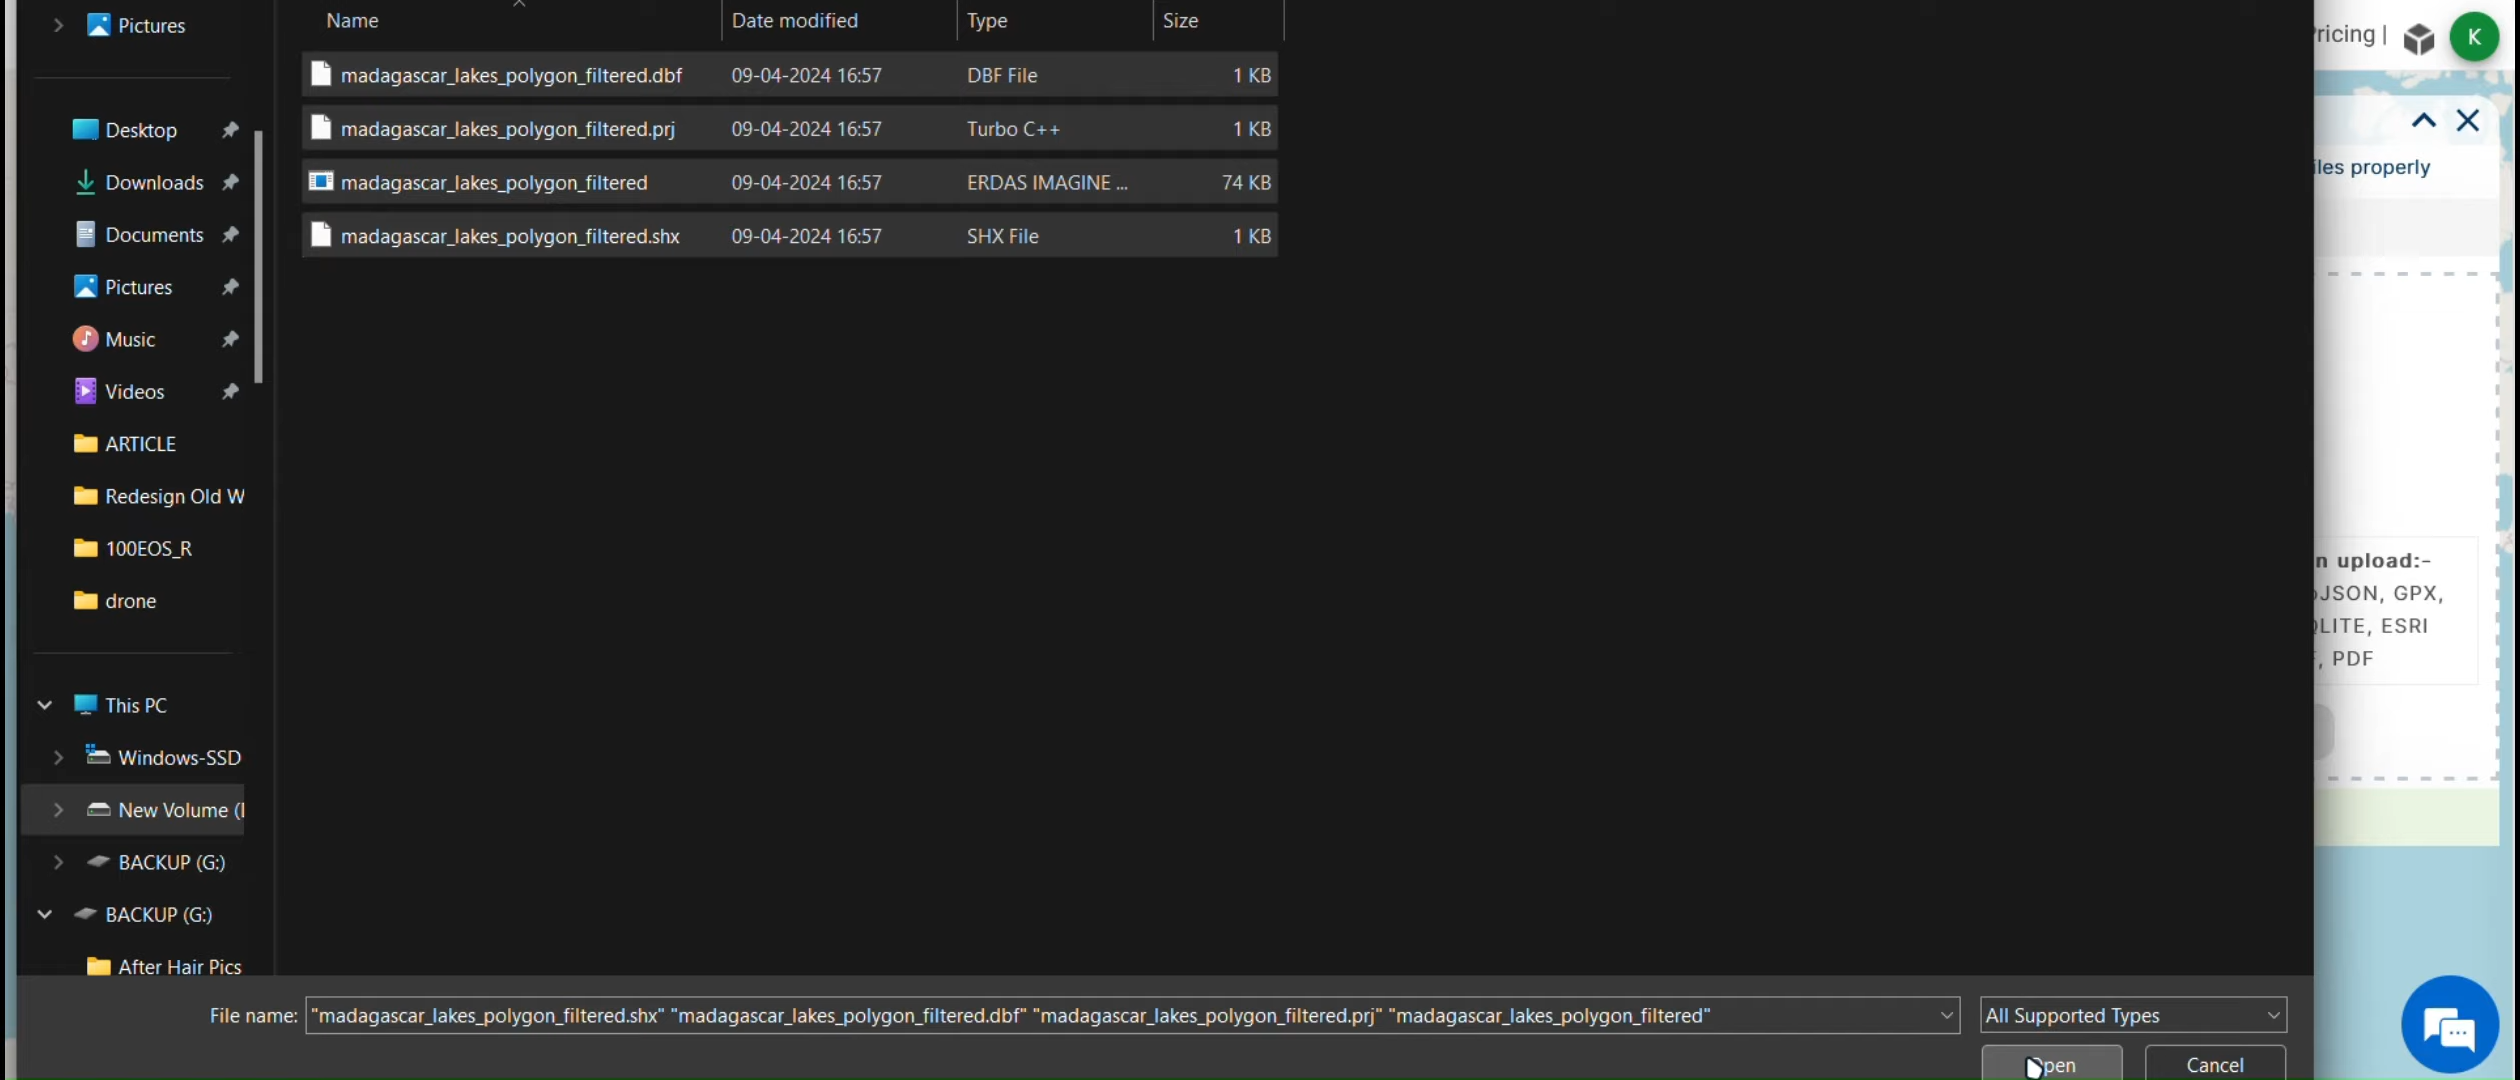 Pictures
Name
Date modified
Type
Size
madagascar_lakes_polygon_filtered.dbf 09-04-2024 16:57 DBF File 1 KB
madagascar_lakes_polygon_filtered.prj 09-04-2024 16:57 Turbo C++ 1 KB
madagascar_lakes_polygon_filtered 09-04-2024 16:57 ERDAS IMAGINE ... 74 KB
madagascar_lakes_polygon_filtered.shx 09-04-2024 16:57 SHX File 1 KB
Desktop
Downloads
Documents
Pictures
Music
Videos
ARTICLE
Redesign Old W
100EOS_R
drone
This PC
Windows-SSD
New Volume (
BACKUP (G:)
BACKUP (G:)
After Hair Pics
File name: "madagascar_lakes_polygon_filtered.shx" "madagascar_lakes_polygon_filtered.dbf" "madagascar_lakes_polygon_filtered.prj" "madagascar_lakes_polygon_filtered"
All Supported Types
pen
Cancel
ricing |
K
iles properly
n upload:-
JSON, GPX,
LITE, ESRI
, PDF